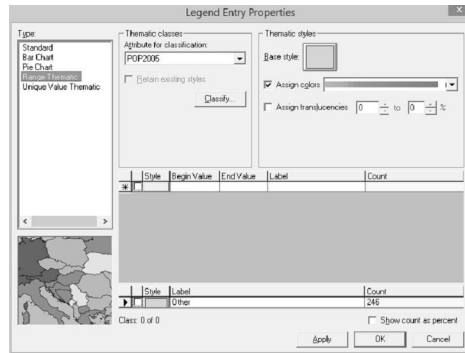 Legend Entry Properties
Type:
Standard
Bar Chart
Pie Chart
Range Thematic
Unique Value Thematic
Thematic classes
Attribute for classification:
POP2005
Retain existing styles
Classify...
Thematic styles
Base style:
Assign colors
Assign translucencies 0 to 0 %
Style Begin Value End Value Label Count
Style Label Count
Other 246
Class: 0 of 0
Show count as percent
Apply OK Cancel